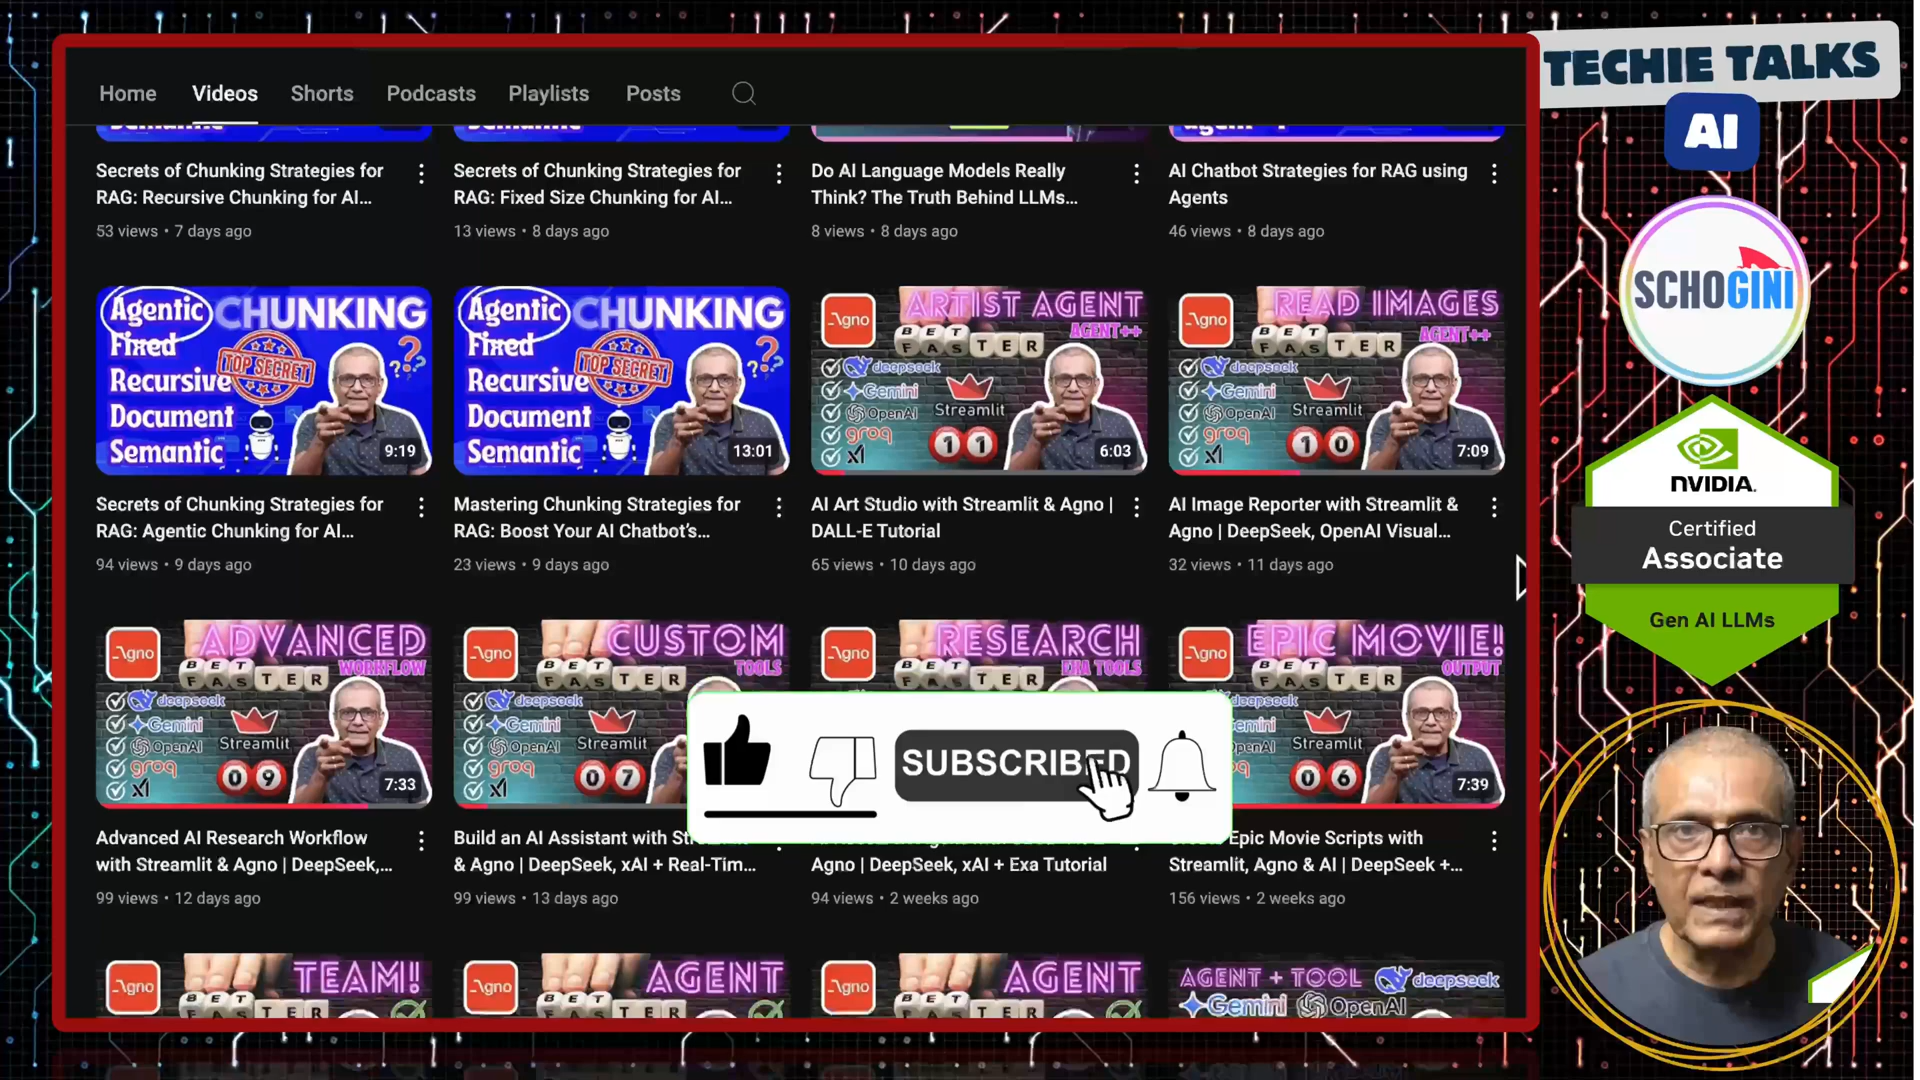 TECHIE TALKS
AI
SCHOGINI
NVIDIA.
Certified
Associate
Gen AI LLMs
Home Videos Shorts Podcasts Playlists Posts
Secrets of Chunking Strategies for
RAG: Recursive Chunking for AI...
53 views • 7 days ago
Secrets of Chunking Strategies for
RAG: Fixed Size Chunking for AI...
13 views • 8 days ago
Do AI Language Models Really
Think? The Truth Behind LLMs...
8 views • 8 days ago
AI Chatbot Strategies for RAG using
Agents
46 views • 8 days ago
Agentic CHUNKING
Fixed
TOP SECRET
Recursive
Document
Semantic
9:19
Secrets of Chunking Strategies for
RAG: Agentic Chunking for AI...
94 views • 9 days ago
Agentic CHUNKING
Fixed
TOP SECRET
Recursive
Document
Semantic
13:01
Mastering Chunking Strategies for
RAG: Boost Your AI Chatbot's...
23 views • 9 days ago
ARTIST AGENT
AGENT++
agno
BET
FASTER
deepseek
Gemini
OpenAI
Streamlit
groq
xI
11
6:03
AI Art Studio with Streamlit & Agno |
DALL-E Tutorial
65 views • 10 days ago
READ IMAGES
AGENT++
agno
BET
FASTER
deepseek
Gemini
OpenAI
Streamlit
groq
xI
10
7:09
AI Image Reporter with Streamlit &
Agno | DeepSeek, OpenAI Visual...
32 views • 11 days ago
ADVANCED
WORKFLOW
agno
BET
FASTER
deepseek
Gemini
OpenAI
Streamlit
groq
xI
09
7:33
Advanced AI Research Workflow
with Streamlit & Agno | DeepSeek,...
99 views • 12 days ago
CUSTOM
TOOLS
agno
BET
FASTER
deepseek
Gemini
OpenAI
Streamlit
groq
xI
07
Build an AI Assistant with
& Agno | DeepSeek, xAI + Real-Tim...
99 views • 13 days ago
RESEARCH
EXA TOOLS
agno
BET
FASTER
Agno | DeepSeek, xAI + Exa Tutorial
94 views • 2 weeks ago
EPIC MOVIE!
OUTPUT
agno
BET
FASTER
Streamlit
06
7:39
Epic Movie Scripts with
Streamlit, Agno & AI | DeepSeek +...
156 views • 2 weeks ago
SUBSCRIBED
TEAM!
agno
BET
AGENT
agno
BET
AGENT
agno
BET
AGENT + TOOL deepseek
Gemini OpenAI